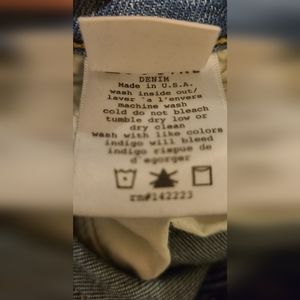 DENIM
Made in U.S.A.
wash inside out/
laver `a l'envers
machine wash
cold do not bleach
tumble dry low or
dry clean
wash with like colors
indigo will bleed
indigo risque de
d`egorger
rn#142223